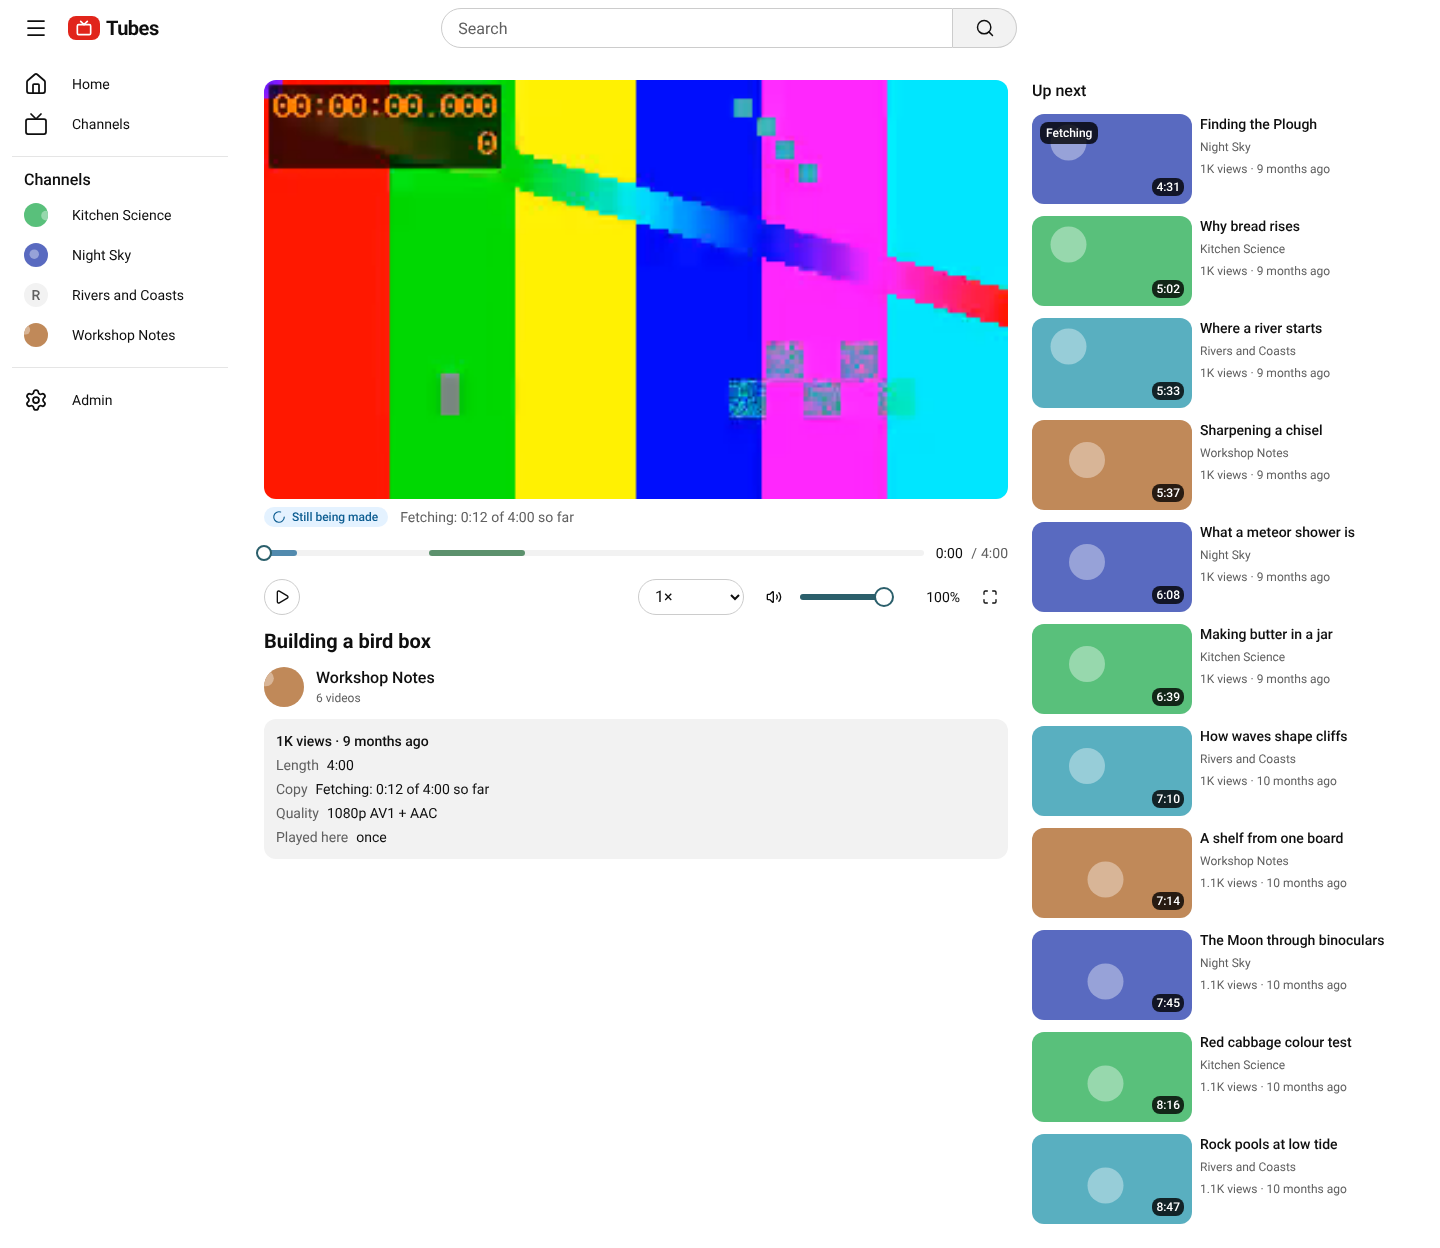 Tubes
Search
Home
Channels
Channels
Kitchen Science
Night Sky
R
Rivers and Coasts
Workshop Notes
Admin
00:00:00.000
0
Still being made
Fetching: 0:12 of 4:00 so far
0:00 / 4:00
1×
100%
Building a bird box
Workshop Notes
6 videos
1K views · 9 months ago
Length 4:00
Copy Fetching: 0:12 of 4:00 so far
Quality 1080p AV1 + AAC
Played here once
Up next
Fetching
4:31
Finding the Plough
Night Sky
1K views · 9 months ago
5:02
Why bread rises
Kitchen Science
1K views · 9 months ago
5:33
Where a river starts
Rivers and Coasts
1K views · 9 months ago
5:37
Sharpening a chisel
Workshop Notes
1K views · 9 months ago
6:08
What a meteor shower is
Night Sky
1K views · 9 months ago
6:39
Making butter in a jar
Kitchen Science
1K views · 9 months ago
7:10
How waves shape cliffs
Rivers and Coasts
1K views · 10 months ago
7:14
A shelf from one board
Workshop Notes
1.1K views · 10 months ago
7:45
The Moon through binoculars
Night Sky
1.1K views · 10 months ago
8:16
Red cabbage colour test
Kitchen Science
1.1K views · 10 months ago
8:47
Rock pools at low tide
Rivers and Coasts
1.1K views · 10 months ago